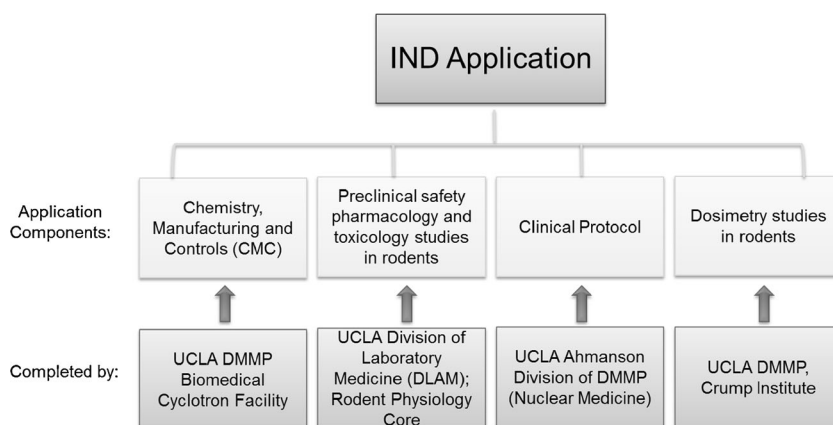 IND Application
Application
Components:
Chemistry,
Manufacturing and
Controls (CMC)
Preclinical safety
pharmacology and
toxicology studies
in rodents
Clinical Protocol
Dosimetry studies
in rodents
Completed by:
UCLA DMMP
Biomedical
Cyclotron Facility
UCLA Division of
Laboratory
Medicine (DLAM);
Rodent Physiology
Core
UCLA Ahmanson
Division of DMMP
(Nuclear Medicine)
UCLA DMMP,
Crump Institute